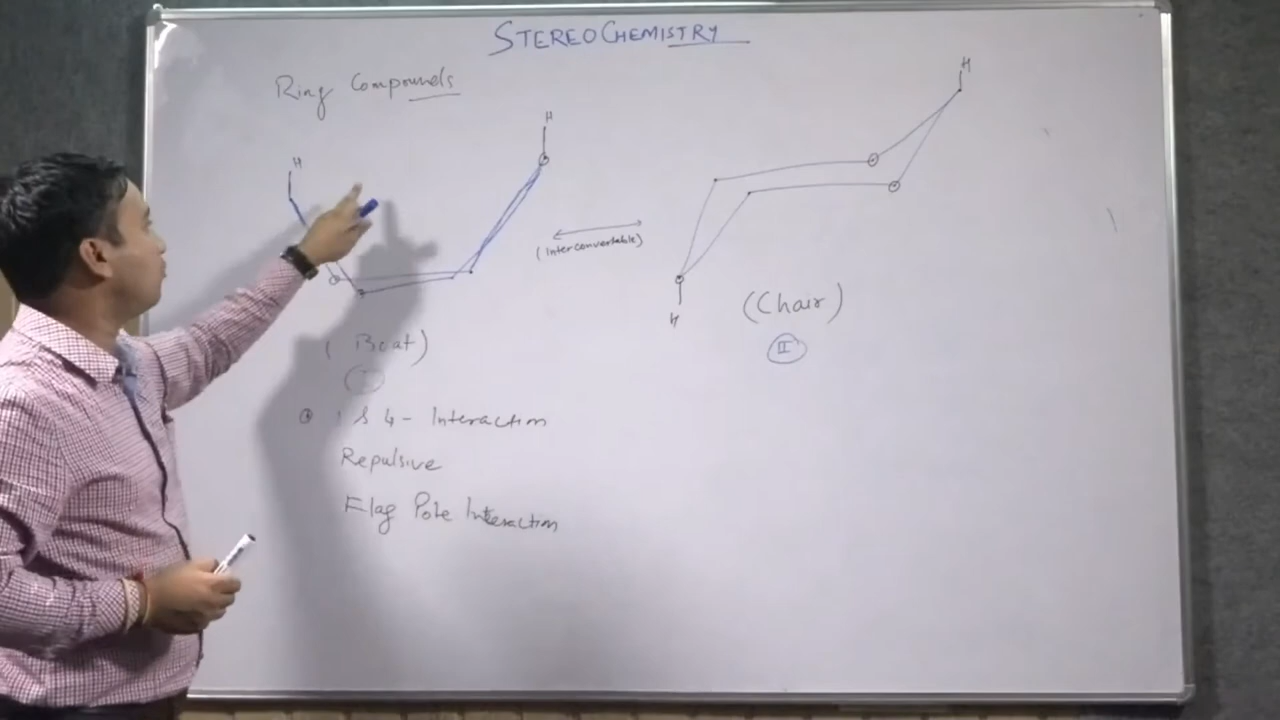 STEREOCHEMISTRY
Ring Compounds
H
H
H
(Interconvertable)
H
(Boat)
I
(Chair)
II
1 & 4 - Interaction
Repulsive
Flag Pole Interaction